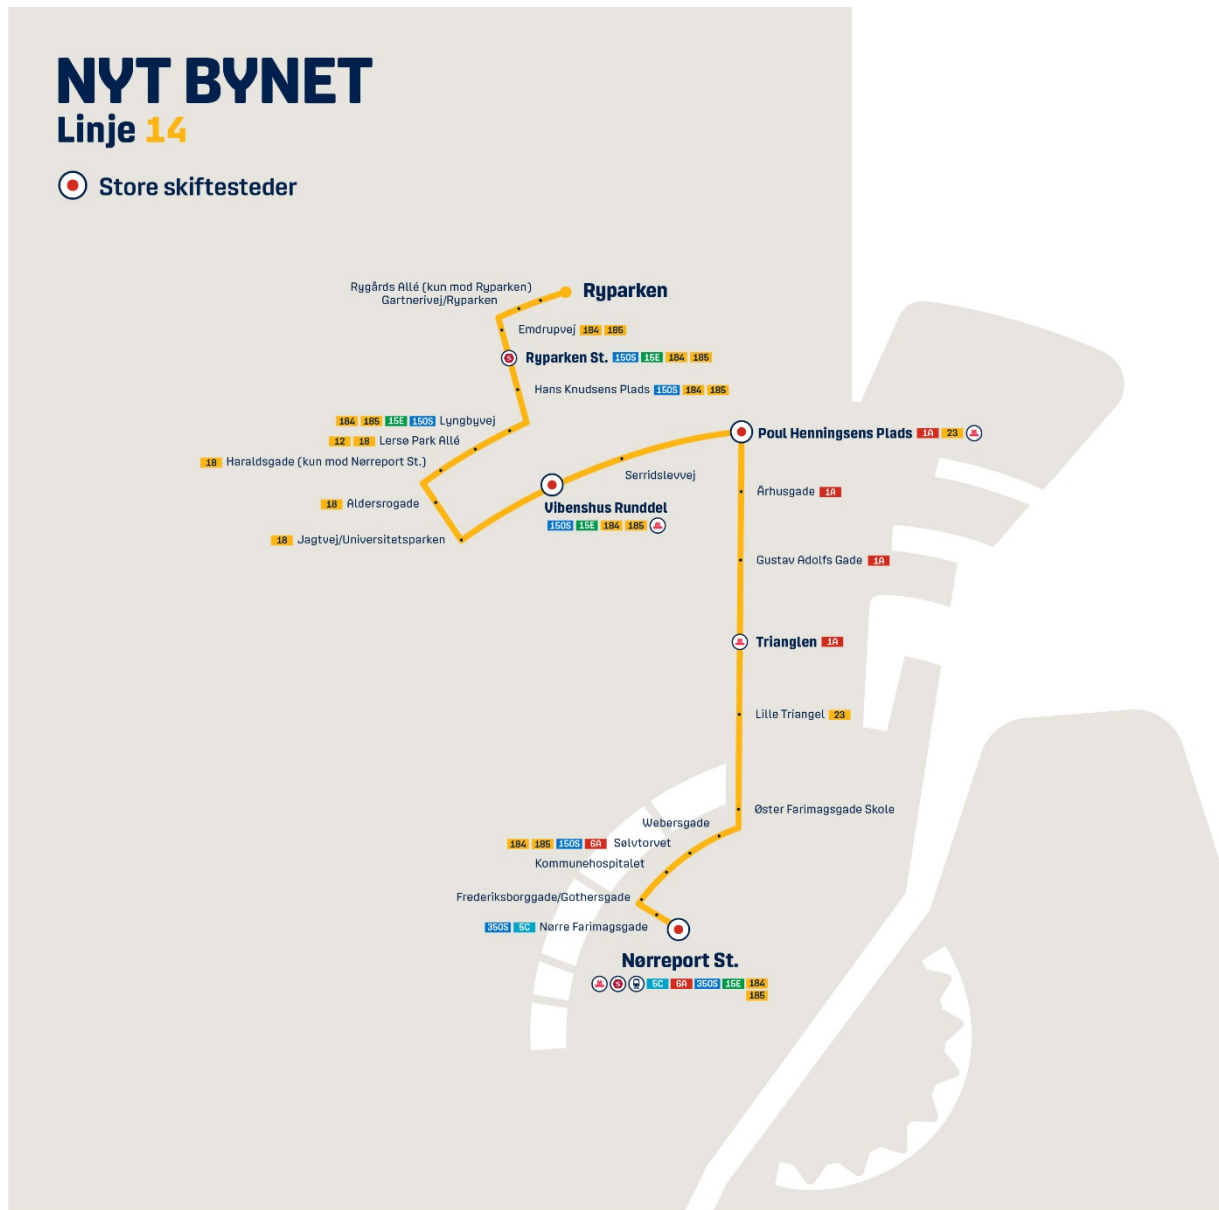 NYT BYNET
Linje 14
Store skiftesteder
Rygårds Allé (kun mod Ryparken)
Ryparken
Gartnerivej/Ryparken
Emdrupvej 184 185
Ryparken St. 150S 15E 184 185
Hans Knudsens Plads 150S 184 185
184 185 15E 150S Lyngbyvej
12 18 Lersø Park Allé
18 Haraldsgade (kun mod Nørreport St.)
Poul Henningsens Plads 1A 23
Serridslevvej
Århusgade 1A
18 Aldersrogade
Vibenshus Runddel
150S 15E 184 185
18 Jagtvej/Universitetsparken
Gustav Adolfs Gade 1A
Trianglen 1A
Lille Triangel 23
Øster Farimagsgade Skole
Webersgade
184 185 150S 6A Sølvtorvet
Kommunehospitalet
Frederiksborggade/Gothersgade
350S 5C Nørre Farimagsgade
Nørreport St.
S 5C 6A 350S 15E 184
185